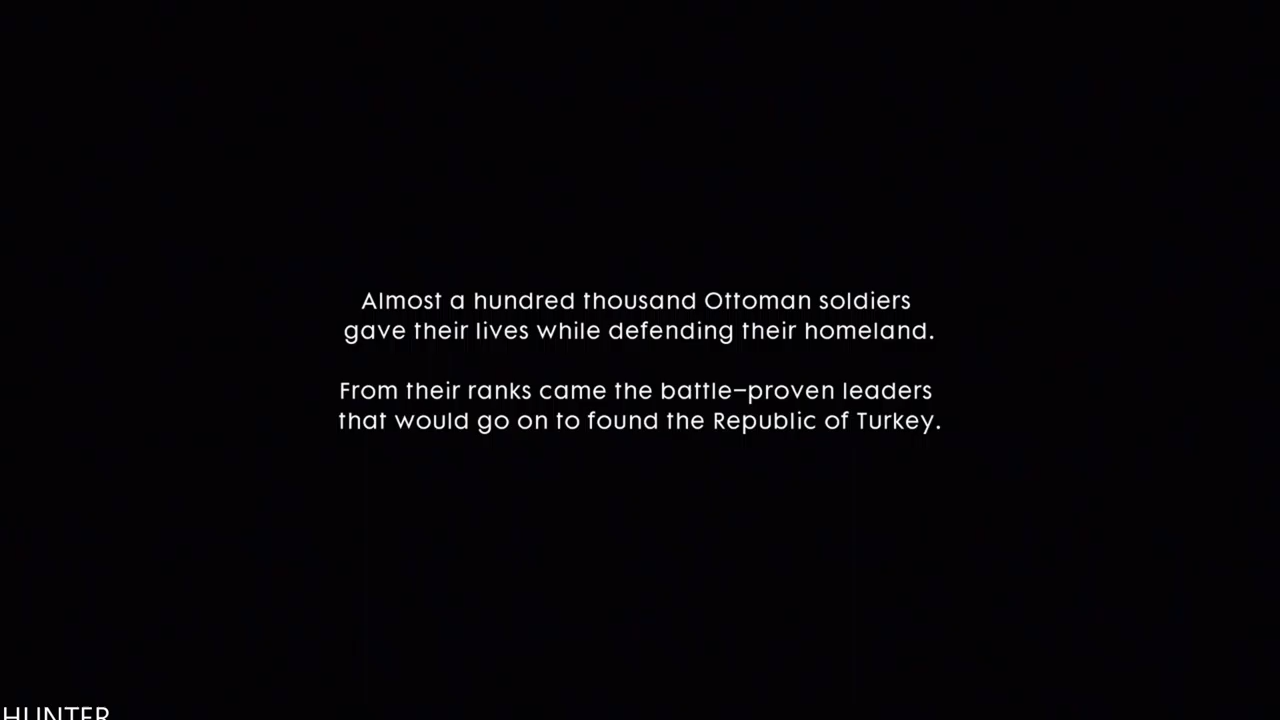 Almost a hundred thousand Ottoman soldiers
gave their lives while defending their homeland.
From their ranks came the battle–proven leaders
that would go on to found the Republic of Turkey.
HUNTER